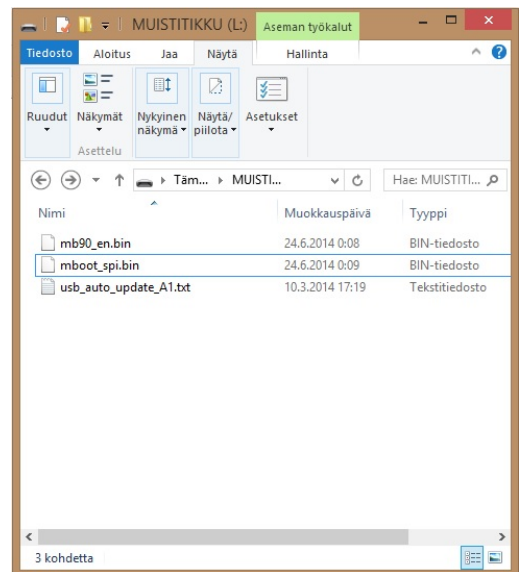 MUISTITIKKU (L:)
Aseman työkalut
Tiedosto Aloitus Jaa Näytä Hallinta
Ruudut Näkymät Nykyinen näkymä Näytä/ piilota Asetukset
Asettelu
Täm... MUISTI... Hae: MUISTITI...
Nimi Muokkauspäivä Tyyppi
mb90_en.bin 24.6.2014 0:08 BIN-tiedosto
mboot_spi.bin 24.6.2014 0:09 BIN-tiedosto
usb_auto_update_A1.txt 10.3.2014 17:19 Tekstitiedosto
3 kohdetta